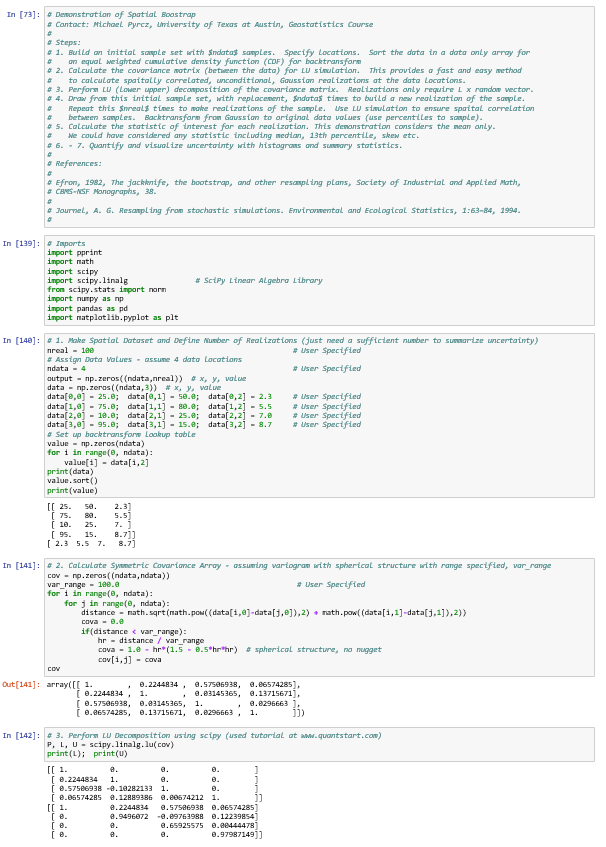 In [73]: # Demonstration of Spatial Boostrap
# Contact: Michael Pyrcz, University of Texas at Austin, Geostatistics Course
#
# Steps:
# 1. Build an initial sample set with $ndata$ samples.  Specify locations.  Sort the data in a data only array for
#    an equal weighted cumulative density function (CDF) for backtransform
# 2. Calculate the covariance matrix (between the data) for LU simulation.  This provides a fast and easy method
#    to calculate spaitally correlated, unconditional, Gaussian realizations at the data locations.
# 3. Perform LU (lower upper) decomposition of the covariance matrix.  Realizations only require L x random vector.
# 4. Draw from this initial sample set, with replacement, $ndata$ times to build a new realization of the sample.
#    Repeat this $nreal$ times to make realizations of the sample.  Use LU simulation to ensure spaital correlation
#    between samples.  Backtransform from Gaussian to original data values (use percentiles to sample).
# 5. Calculate the statistic of interest for each realization. This demonstration considers the mean only.
#    We could have considered any statistic including median, 13th percentile, skew etc.
# 6. - 7. Quantify and visualize uncertainty with histograms and summary statistics.
#
# References:
#
# Efron, 1982, The jackknife, the bootstrap, and other resampling plans, Society of Industrial and Applied Math,
# CBMS-NSF Monographs, 38.
#
# Journel, A. G. Resampling from stochastic simulations. Environmental and Ecological Statistics, 1:63-84, 1994.
#
In [139]: # Imports
import pprint
import math
import scipy
import scipy.linalg                # SciPy Linear Algebra Library
from scipy.stats import norm
import numpy as np
import pandas as pd
import matplotlib.pyplot as plt
In [140]: # 1. Make Spatial Dataset and Define Number of Realizations (just need a sufficient number to summarize uncertainty)
nreal = 100                                               # User Specified
# Assign Data Values - assume 4 data locations
ndata = 4                                                 # User Specified
output = np.zeros((ndata,nreal))  # x, y, value
data = np.zeros((ndata,3))  # x, y, value
data[0,0] = 25.0;  data[0,1] = 50.0;  data[0,2] = 2.3     # User Specified
data[1,0] = 75.0;  data[1,1] = 80.0;  data[1,2] = 5.5     # User Specified
data[2,0] = 10.0;  data[2,1] = 25.0;  data[2,2] = 7.0     # User Specified
data[3,0] = 95.0;  data[3,1] = 15.0;  data[3,2] = 8.7     # User Specified
# Set up backtransform Lookup table
value = np.zeros(ndata)
for i in range(0, ndata):
    value[i] = data[i,2]
print(data)
value.sort()
print(value)
[[ 25.   50.    2.3]
 [ 75.   80.    5.5]
 [ 10.   25.    7. ]
 [ 95.   15.    8.7]]
[ 2.3  5.5  7.   8.7]
In [141]: # 2. Calculate Symmetric Covariance Array - assuming variogram with spherical structure with range specified, var_range
cov = np.zeros((ndata,ndata))
var_range = 100.0                                          # User Specified
for i in range(0, ndata):
    for j in range(0, ndata):
        distance = math.sqrt(math.pow((data[i,0]-data[j,0]),2) + math.pow((data[i,1]-data[j,1]),2))
        cova = 0.0
        if(distance < var_range):
            hr = distance / var_range
            cova = 1.0 - hr*(1.5 - 0.5*hr*hr)  # spherical structure, no nugget
            cov[i,j] = cova
cov
Out[141]: array([[ 1.        ,  0.2244834 ,  0.57506938,  0.06574285],
       [ 0.2244834 ,  1.        ,  0.03145365,  0.13715671],
       [ 0.57506938,  0.03145365,  1.        ,  0.0296663 ],
       [ 0.06574285,  0.13715671,  0.0296663 ,  1.        ]])
In [142]: # 3. Perform LU Decomposition using scipy (used tutorial at www.quantstart.com)
P, L, U = scipy.linalg.lu(cov)
print(L);  print(U)
[[ 1.          0.          0.          0.        ]
 [ 0.2244834   1.          0.          0.        ]
 [ 0.57506938 -0.10282133  1.          0.        ]
 [ 0.06574285  0.12889386  0.00674212  1.        ]]
[[ 1.          0.2244834   0.57506938  0.06574285]
 [ 0.          0.9496072  -0.09763988  0.12239854]
 [ 0.          0.          0.65925575  0.00444478]
 [ 0.          0.          0.          0.97987149]]